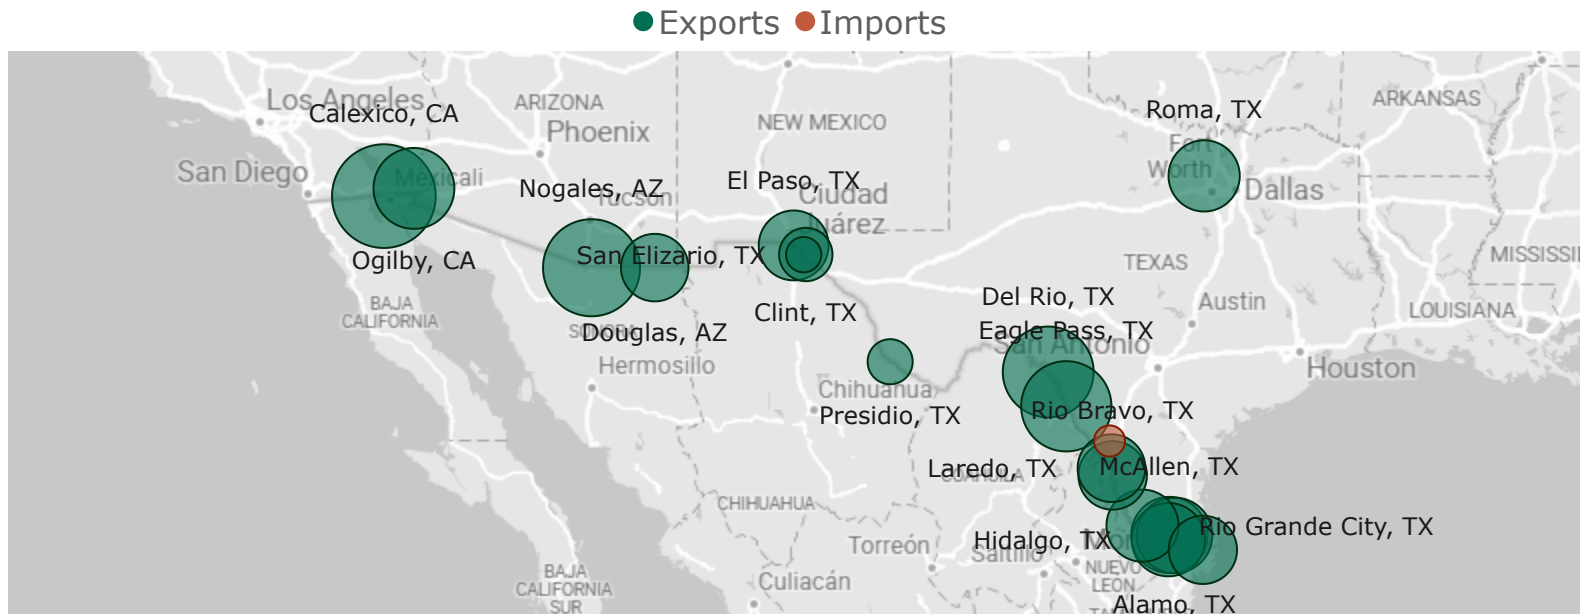 Exports Imports
Los Angeles
Calexico, CA
ARIZONA
Phoenix
NEW MEXICO
Roma, TX
ARKANSAS
Fort
Worth
Dallas
San Diego
Mexicali
Nogales, AZ
Tucson
El Paso, TX
Ciudad
Juárez
Ogilby, CA
San Elizario, TX
TEXAS
MISSISSI
BAJA
CALIFORNIA
Clint, TX
Del Rio, TX
Austin
LOUISIANA
SONORA
Douglas, AZ
Eagle Pass, TX
San Antonio
Hermosillo
Houston
Chihuahua
Presidio, TX
Rio Bravo, TX
Laredo, TX
McAllen, TX
COAHUILA
CHIHUAHUA
Rio Grande City, TX
Torreón
Hidalgo, TX
Saltillo
NUEVO
LEON
Culiacán
BAJA
CALIFORNIA
SUR
Alamo, TX